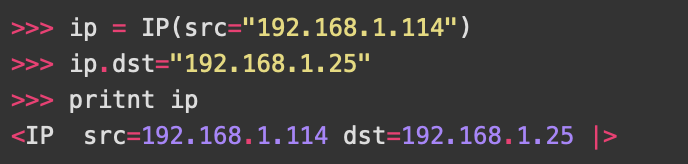 >>> ip = IP(src="192.168.1.114")
>>> ip.dst="192.168.1.25"
>>> pritnt ip
<IP  src=192.168.1.114 dst=192.168.1.25 |>